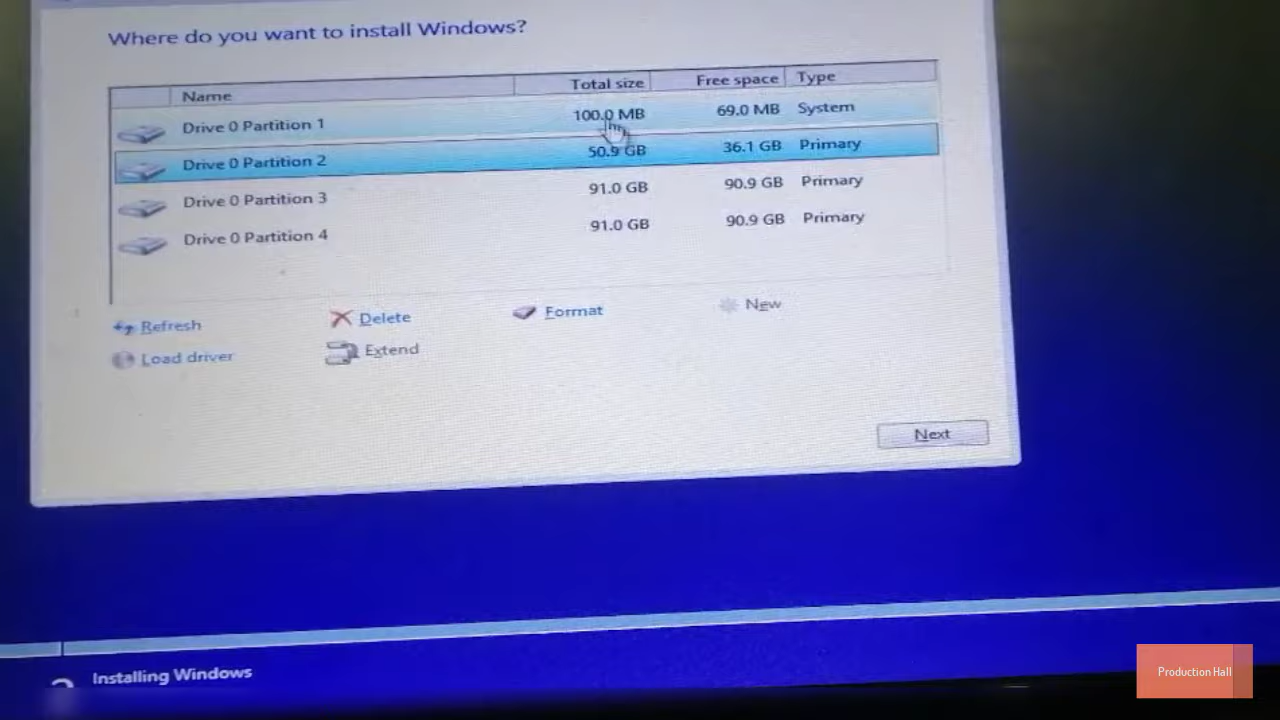 Where do you want to install Windows?
Name Total size Free space Type
Drive 0 Partition 1 100.0 MB 69.0 MB System
Drive 0 Partition 2 50.9 GB 36.1 GB Primary
Drive 0 Partition 3 91.0 GB 90.9 GB Primary
Drive 0 Partition 4 91.0 GB 90.9 GB Primary
Refresh Delete Format New
Load driver Extend
Next
Installing Windows
Production Hall